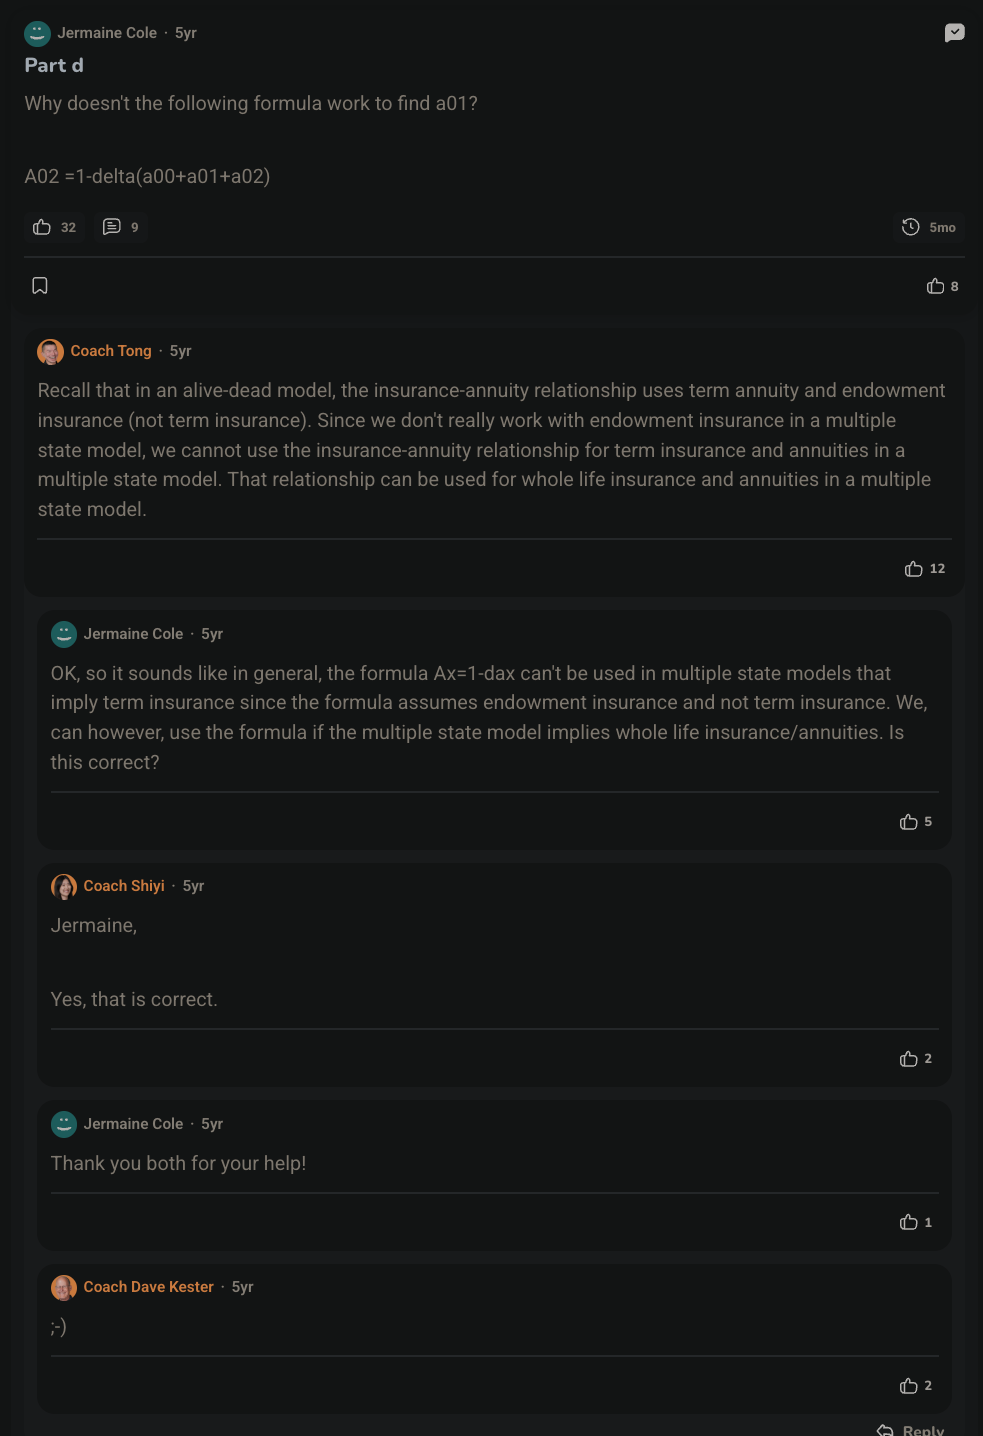 Jermaine Cole · 5yr
Part d
Why doesn't the following formula work to find a01?
A02 =1-delta(a00+a01+a02)
32
9
5mo
8
Coach Tong · 5yr
Recall that in an alive-dead model, the insurance-annuity relationship uses term annuity and endowment
insurance (not term insurance). Since we don't really work with endowment insurance in a multiple
state model, we cannot use the insurance-annuity relationship for term insurance and annuities in a
multiple state model. That relationship can be used for whole life insurance and annuities in a multiple
state model.
12
Jermaine Cole · 5yr
OK, so it sounds like in general, the formula Ax=1-dax can't be used in multiple state models that
imply term insurance since the formula assumes endowment insurance and not term insurance. We,
can however, use the formula if the multiple state model implies whole life insurance/annuities. Is
this correct?
5
Coach Shiyi · 5yr
Jermaine,
Yes, that is correct.
2
Jermaine Cole · 5yr
Thank you both for your help!
1
Coach Dave Kester · 5yr
;-)
2
Reply